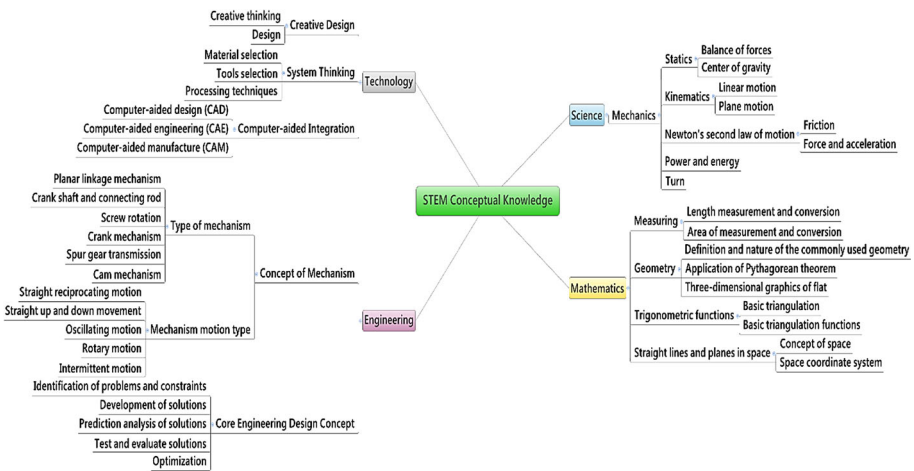 STEM Conceptual Knowledge
Technology
Creative Design
Creative thinking
Design
System Thinking
Material selection
Tools selection
Processing techniques
Computer-aided Integration
Computer-aided design (CAD)
Computer-aided engineering (CAE)
Computer-aided manufacture (CAM)
Engineering
Concept of Mechanism
Type of mechanism
Planar linkage mechanism
Crank shaft and connecting rod
Screw rotation
Crank mechanism
Spur gear transmission
Cam mechanism
Mechanism motion type
Straight reciprocating motion
Straight up and down movement
Oscillating motion
Rotary motion
Intermittent motion
Core Engineering Design Concept
Identification of problems and constraints
Development of solutions
Prediction analysis of solutions
Test and evaluate solutions
Optimization
Science
Mechanics
Statics
Balance of forces
Center of gravity
Kinematics
Linear motion
Plane motion
Newton's second law of motion
Friction
Force and acceleration
Power and energy
Turn
Mathematics
Measuring
Length measurement and conversion
Area of measurement and conversion
Geometry
Definition and nature of the commonly used geometry
Application of Pythagorean theorem
Three-dimensional graphics of flat
Trigonometric functions
Basic triangulation
Basic triangulation functions
Straight lines and planes in space
Concept of space
Space coordinate system